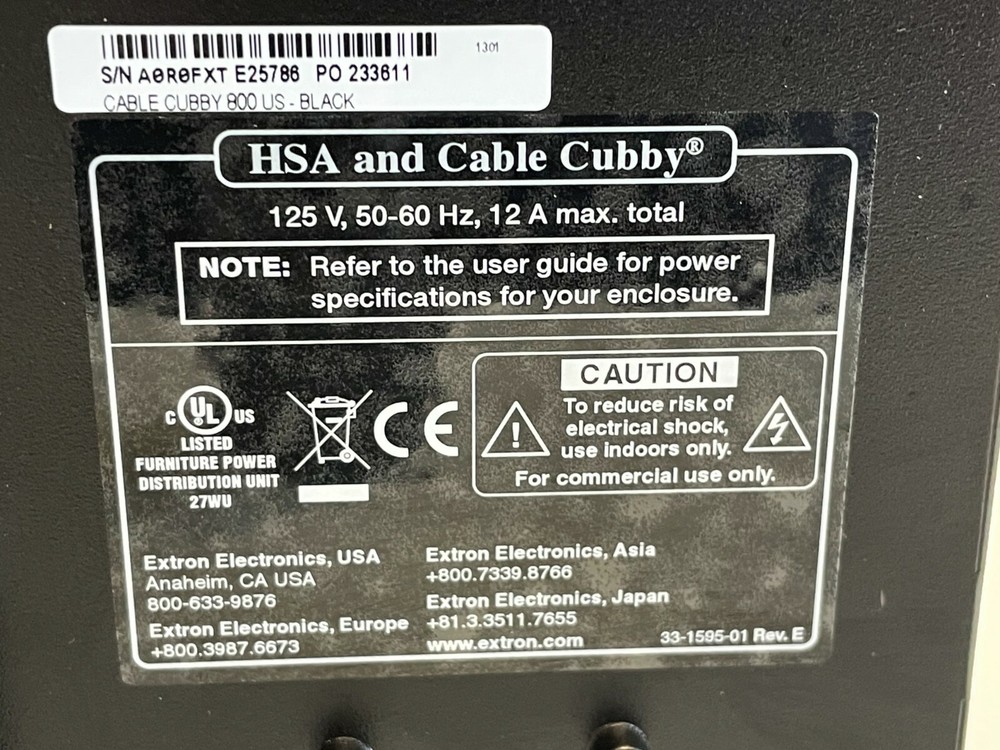 1301
S/N A0R0FXT E25786 PO 233611
CABLE CUBBY 800 US - BLACK
HSA and Cable Cubby®
125 V, 50-60 Hz, 12 A max. total
NOTE: Refer to the user guide for power
specifications for your enclosure.
C UL US
LISTED
FURNITURE POWER
DISTRIBUTION UNIT
27WU
CE
CAUTION
!
To reduce risk of
electrical shock,
use indoors only.
For commercial use only.
Extron Electronics, USA
Anaheim, CA USA
800-633-9876
Extron Electronics, Europe
+800.3987.6673
Extron Electronics, Asia
+800.7339.8766
Extron Electronics, Japan
+81.3.3511.7655
www.extron.com
33-1595-01 Rev. E